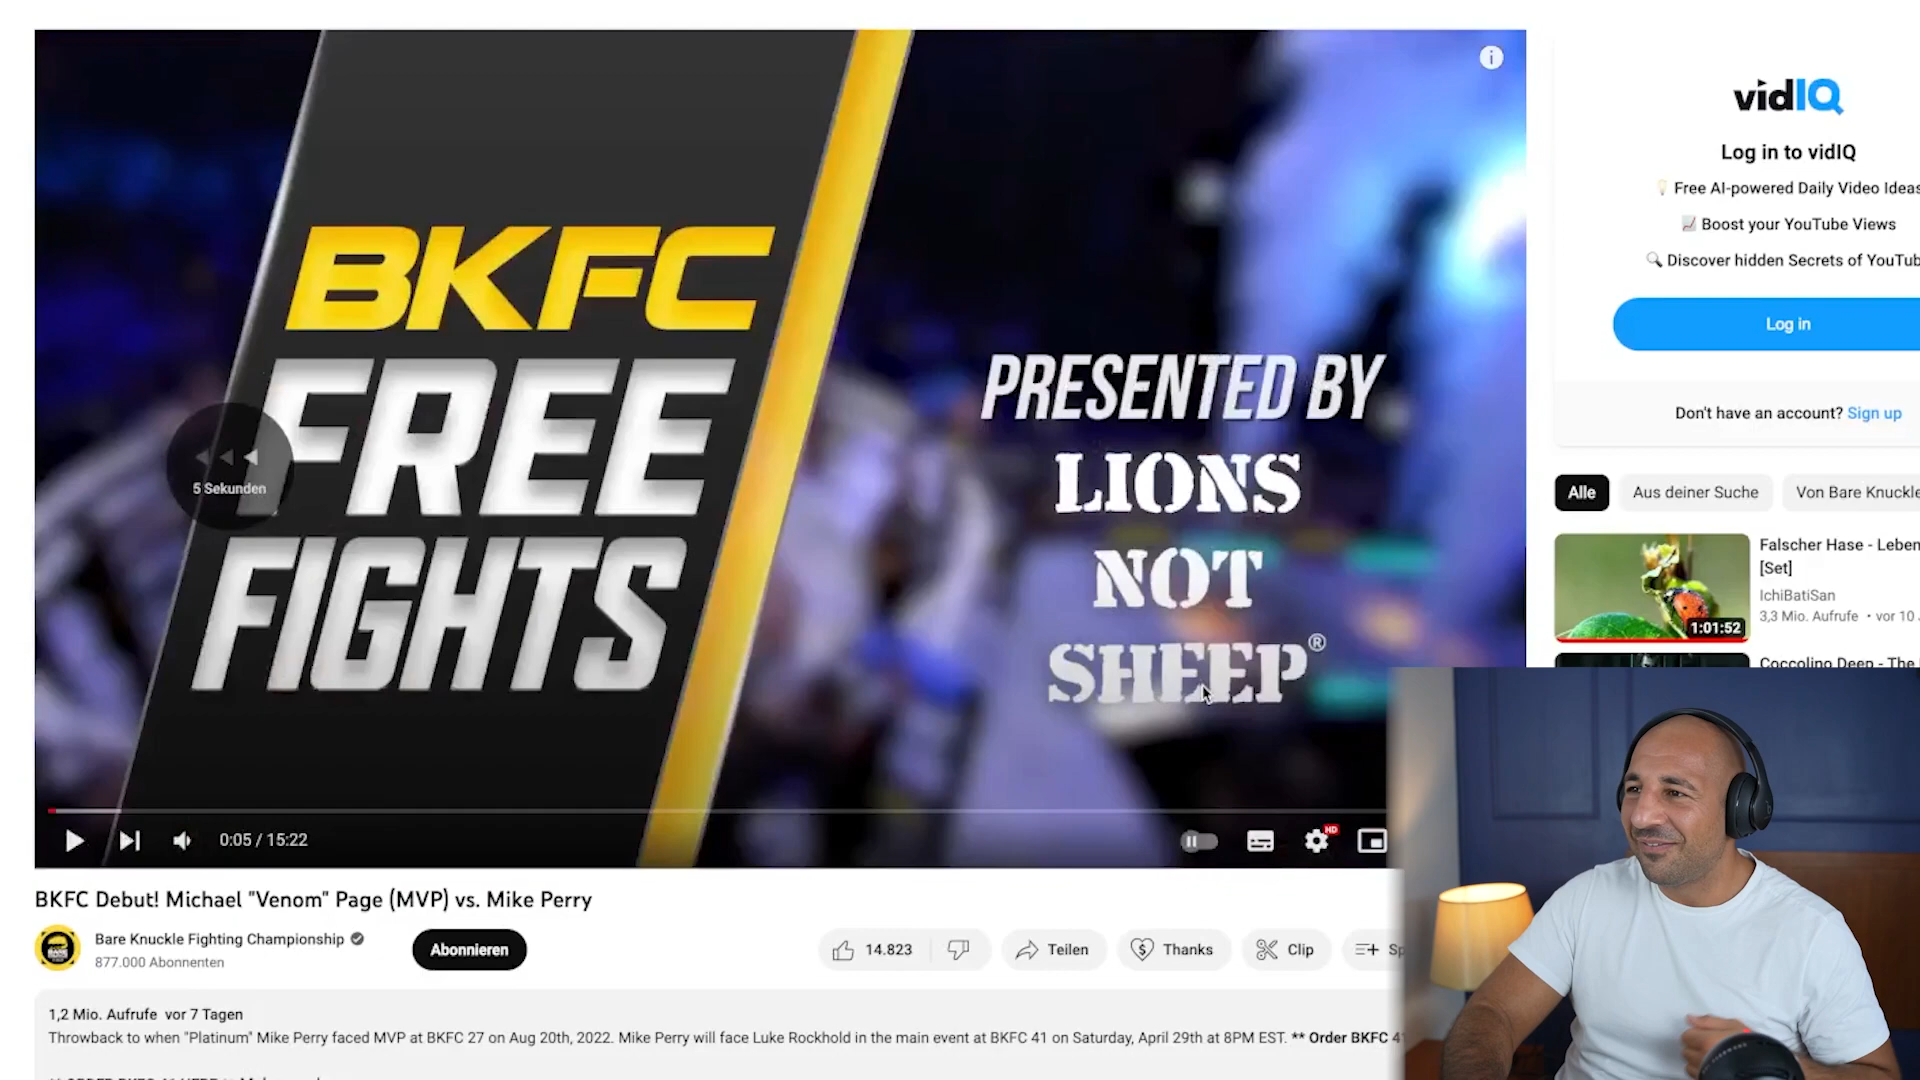 BKFC
FREE
FIGHTS
5 Sekunden
PRESENTED BY
LIONS
NOT
SHEEP®
0:05 / 15:22
HD
BKFC Debut! Michael "Venom" Page (MVP) vs. Mike Perry
Bare Knuckle Fighting Championship
877.000 Abonnenten
Abonnieren
14.823
Teilen
Thanks
Clip
1,2 Mio. Aufrufe vor 7 Tagen
Throwback to when "Platinum" Mike Perry faced MVP at BKFC 27 on Aug 20th, 2022. Mike Perry will face Luke Rockhold in the main event at BKFC 41 on Saturday, April 29th at 8PM EST. ** Order BKFC
vidIQ
Log in to vidIQ
Free AI-powered Daily Video Ideas
Boost your YouTube Views
Discover hidden Secrets of YouTub
Log in
Don't have an account? Sign up
Alle
Aus deiner Suche
Von Bare Knuckle
Falscher Hase - Leben
[Set]
IchiBatiSan
3,3 Mio. Aufrufe • vor 10
1:01:52
Coccolino Deep - The